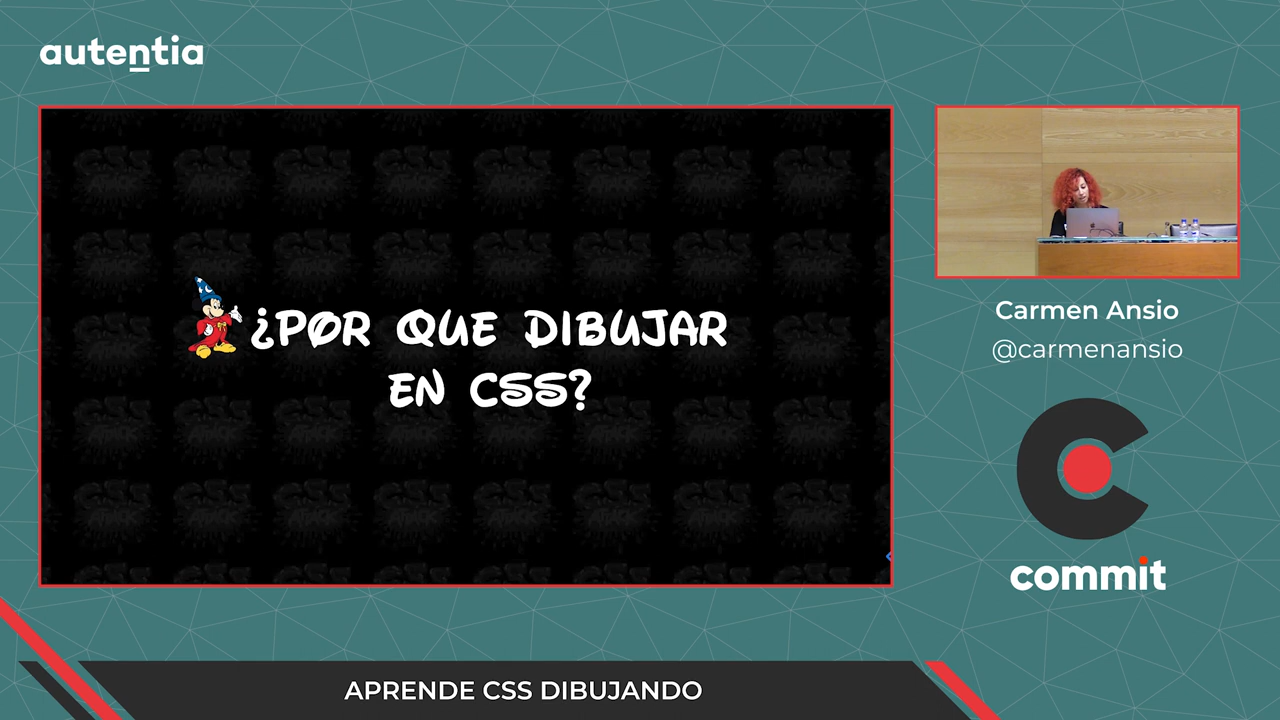 autentia
¿POR QUE DIBUJAR
EN CSS?
Carmen Ansio
@carmenansio
commit
APRENDE CSS DIBUJANDO